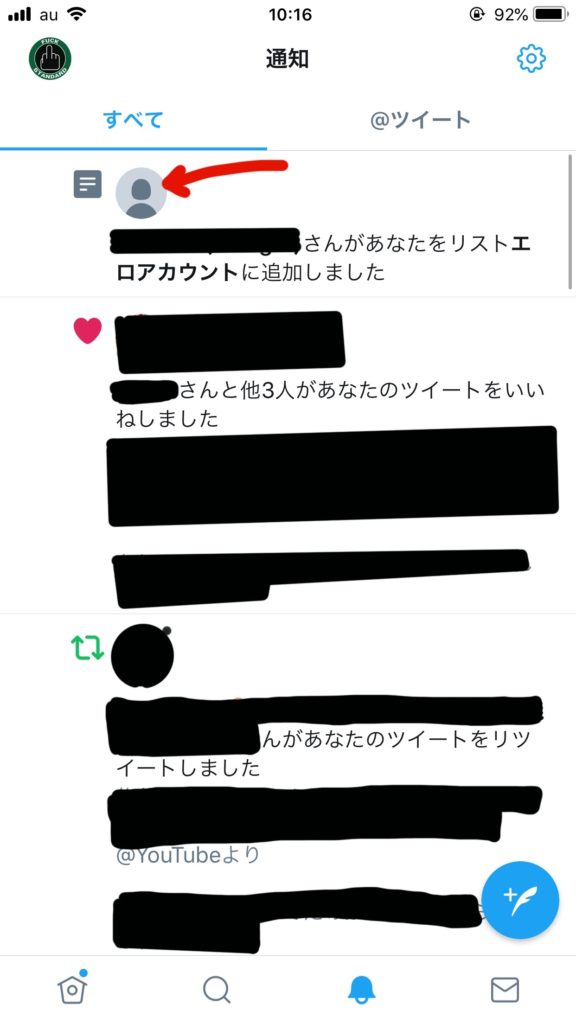 au 10:16 92%
FUCK
STANDARD
通知
すべて @ツイート
さんがあなたをリストエ
ロアカウントに追加しました
さんと他3人があなたのツイートをいい
ねしました
んがあなたのツイートをリツ
イートしました
@YouTubeより